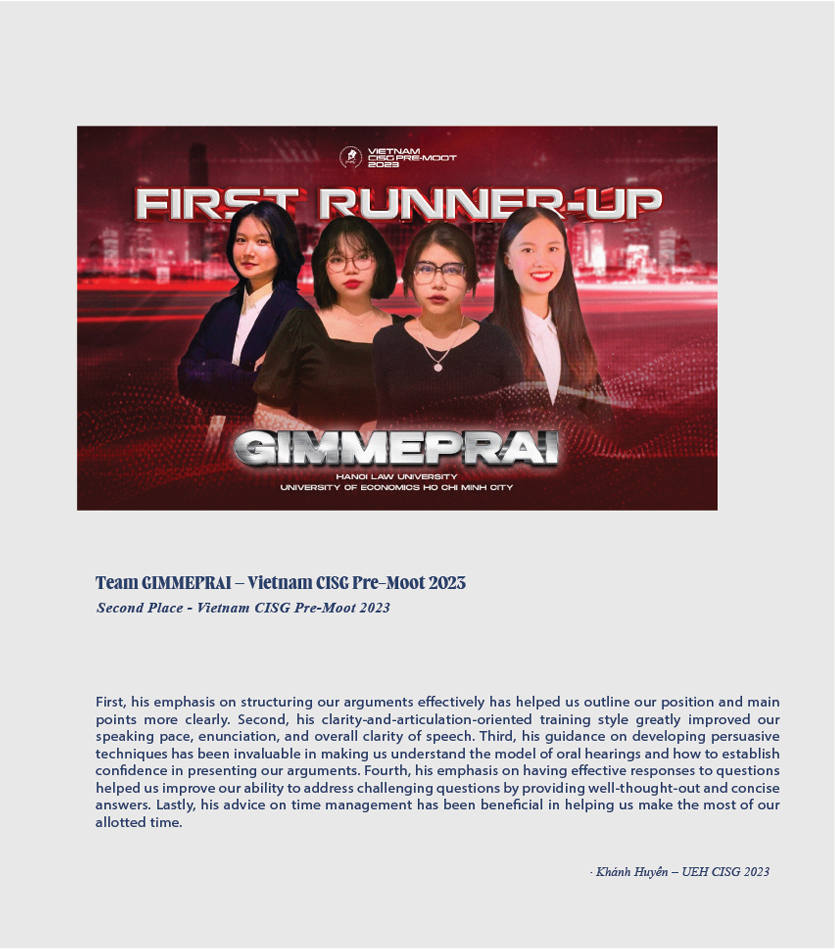 VIETNAM
CISG PRE-MOOT
2023
FIRST RUNNER-UP
GIMMEPRAI
HANOI LAW UNIVERSITY
UNIVERSITY OF ECONOMICS HO CHI MINH CITY
Team GIMMEPRAI – Vietnam CISG Pre–Moot 2023
Second Place - Vietnam CISG Pre-Moot 2023
First, his emphasis on structuring our arguments effectively has helped us outline our position and main
points more clearly. Second, his clarity-and-articulation-oriented training style greatly improved our
speaking pace, enunciation, and overall clarity of speech. Third, his guidance on developing persuasive
techniques has been invaluable in making us understand the model of oral hearings and how to establish
confidence in presenting our arguments. Fourth, his emphasis on having effective responses to questions
helped us improve our ability to address challenging questions by providing well-thought-out and concise
answers. Lastly, his advice on time management has been beneficial in helping us make the most of our
allotted time.
· Khánh Huyền – UEH CISG 2023